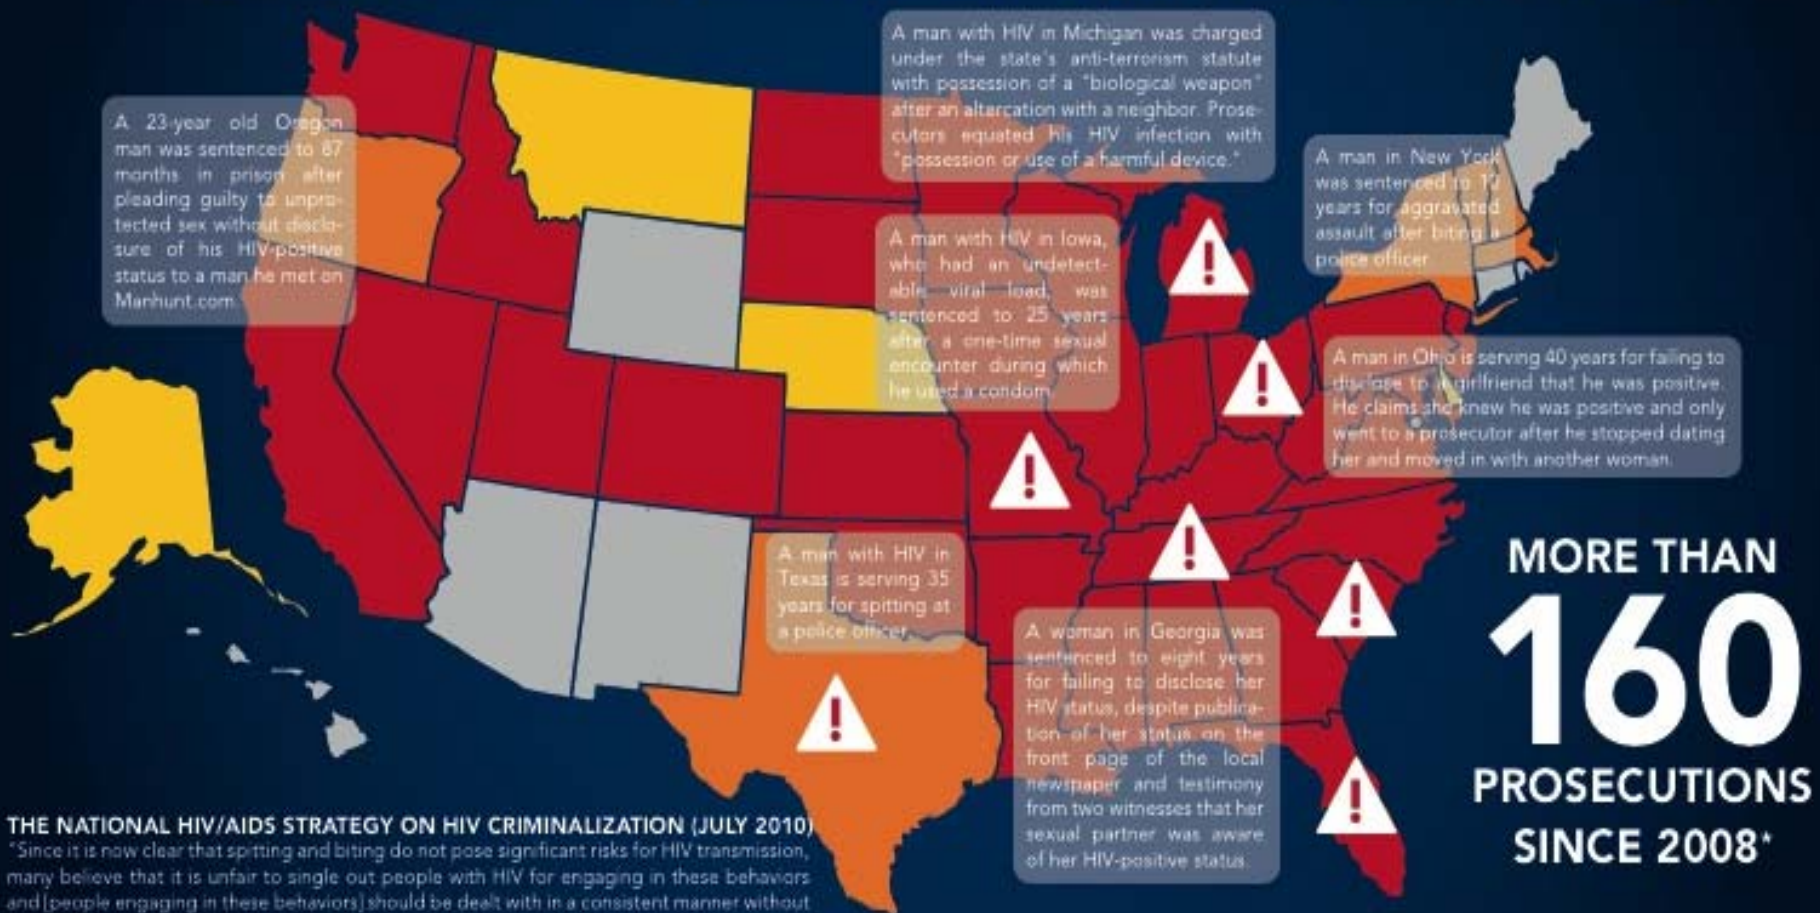 A 23-year old Oregon
man was sentenced to 87
months in prison after
pleading guilty to unpro-
tected sex without disclo-
sure of his HIV-positive
status to a man he met on
Manhunt.com.
A man with HIV in Michigan was charged
under the state's anti-terrorism statute
with possession of a "biological weapon"
after an altercation with a neighbor. Prose-
cutors equated his HIV infection with
"possession or use of a harmful device."
A man in New York
was sentenced to
years for aggravated
assault after biting a
police officer
A man with HIV in Iowa,
who had an undetect-
able viral load, was
sentenced to 25 years
after a one-time sexual
encounter during which
he used a condom.
A man in Ohio is serving 40 years for failing to
disclose to a girlfriend that he was positive.
He claims she knew he was positive and only
went to a prosecutor after he stopped dating
her and moved in with another woman.
A man with HIV in
Texas is serving 35
years for spitting at
a police officer.
A woman in Georgia was
sentenced to eight years
for failing to disclose her
HIV status, despite publica-
tion of her status on the
front page of the local
newspaper and testimony
from two witnesses that her
sexual partner was aware
of her HIV-positive status.
MORE THAN
160
PROSECUTIONS
SINCE 2008*
THE NATIONAL HIV/AIDS STRATEGY ON HIV CRIMINALIZATION (JULY 2010)
"Since it is now clear that spitting and biting do not pose significant risks for HIV transmission,
many believe that it is unfair to single out people with HIV for engaging in these behaviors
and [people engaging in these behaviors] should be dealt with in a consistent manner without
!
!
!
!
!
!
!